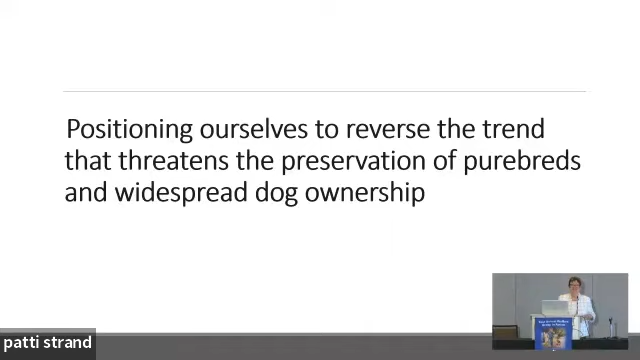 Positioning ourselves to reverse the trend
that threatens the preservation of purebreds
and widespread dog ownership
patti strand